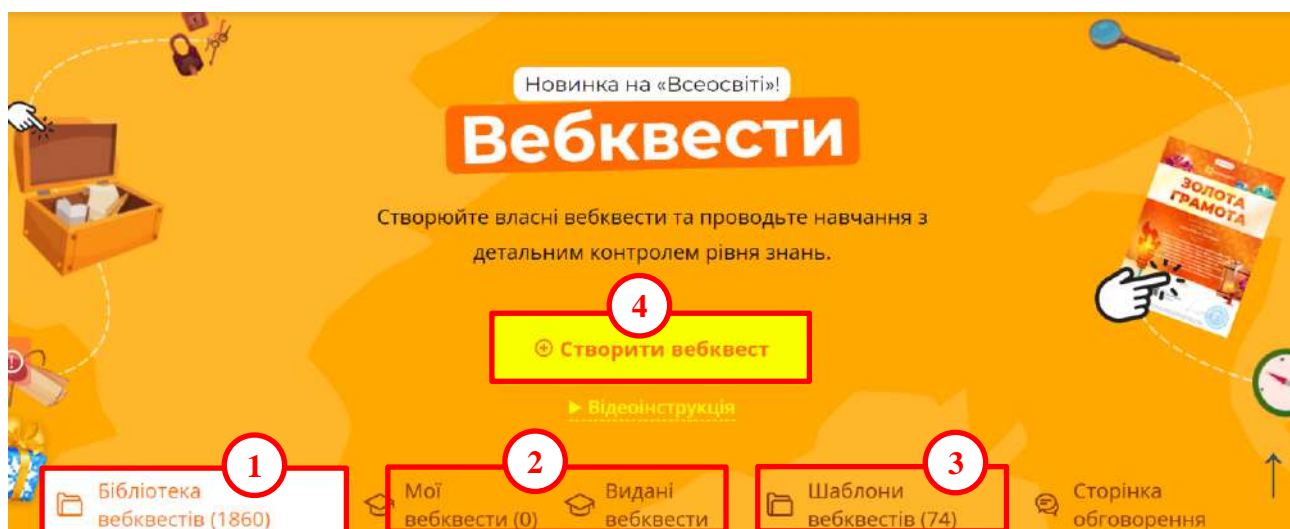 Новинка на «Всеосвіті»!
Вебквести
ЗОЛОТА
ГРАМОТА
Створюйте власні вебквести та проводьте навчання з
детальним контролем рівня знань.
4
⊕ Створити вебквест
▶ Відеоінструкція
1
2
3
Бібліотека
вебквестів (1860)
Мої
вебквести (0)
Видані
вебквести
Шаблони
вебквестів (74)
Сторінка
обговорення